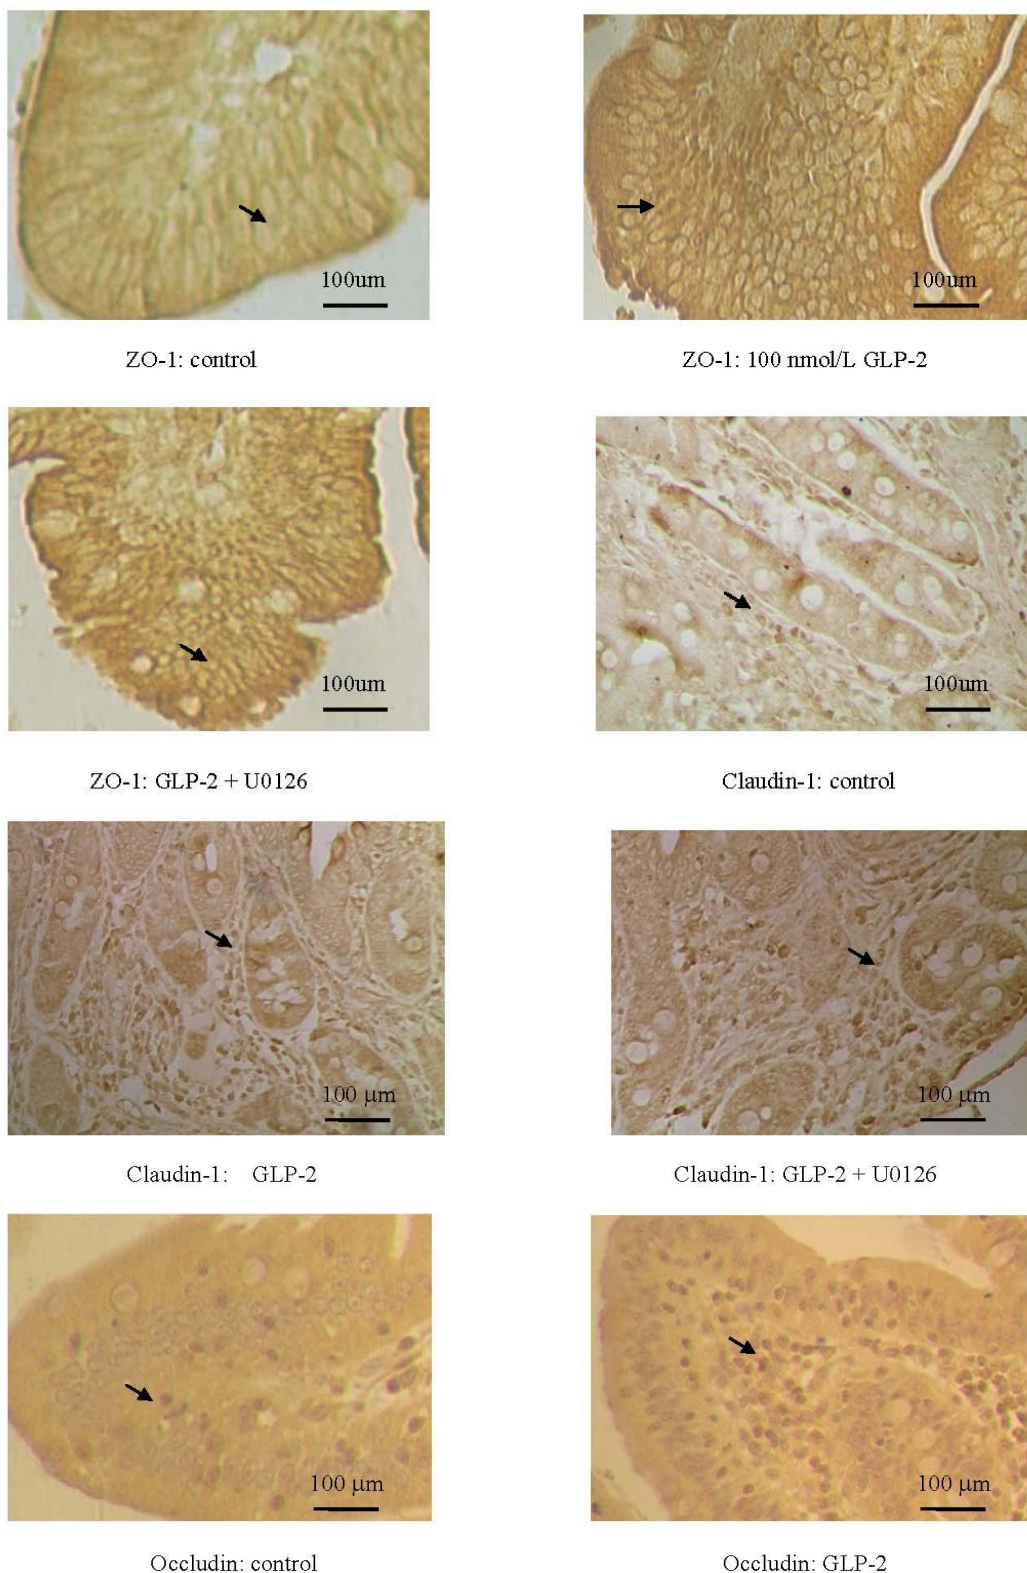 100um
100um
ZO-1: control
ZO-1: 100 nmol/L GLP-2
100um
100um
ZO-1: GLP-2 + U0126
Claudin-1: control
100 μm
100 μm
Claudin-1: GLP-2
Claudin-1: GLP-2 + U0126
100 μm
100 μm
Occludin: control
Occludin: GLP-2